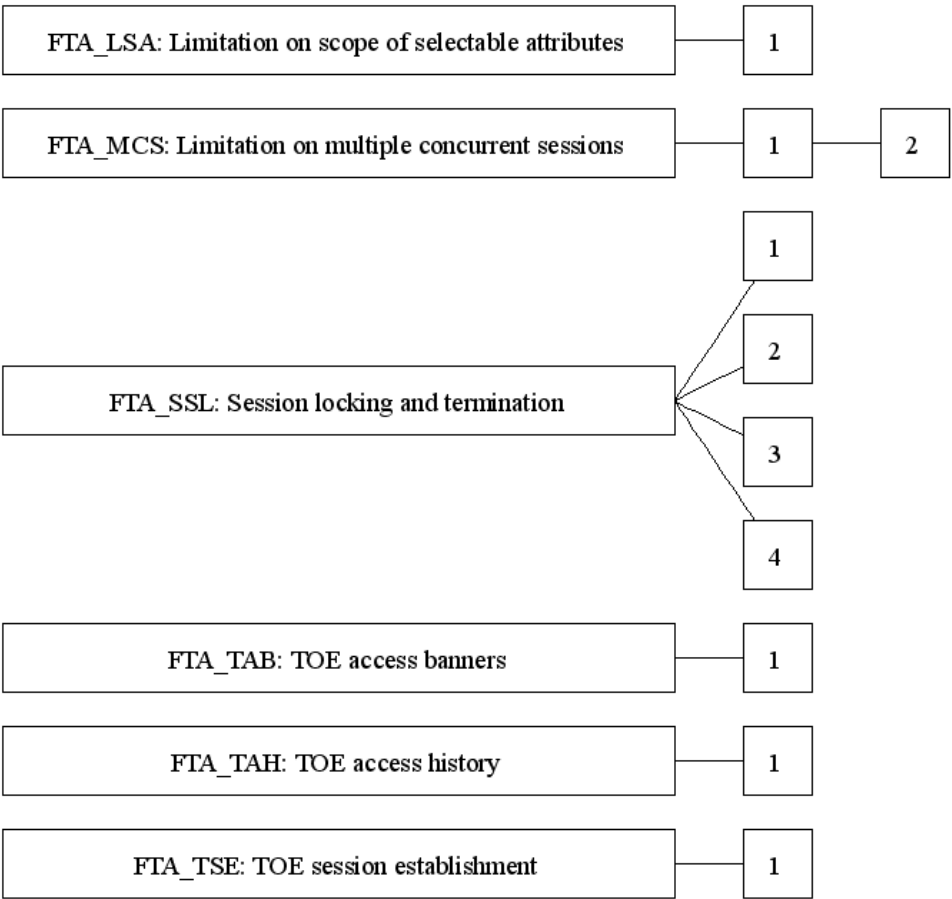 FTA_LSA: Limitation on scope of selectable attributes 1
FTA_MCS: Limitation on multiple concurrent sessions 1 2
1
2
FTA_SSL: Session locking and termination
3
4
FTA_TAB: TOE access banners 1
FTA_TAH: TOE access history 1
FTA_TSE: TOE session establishment 1